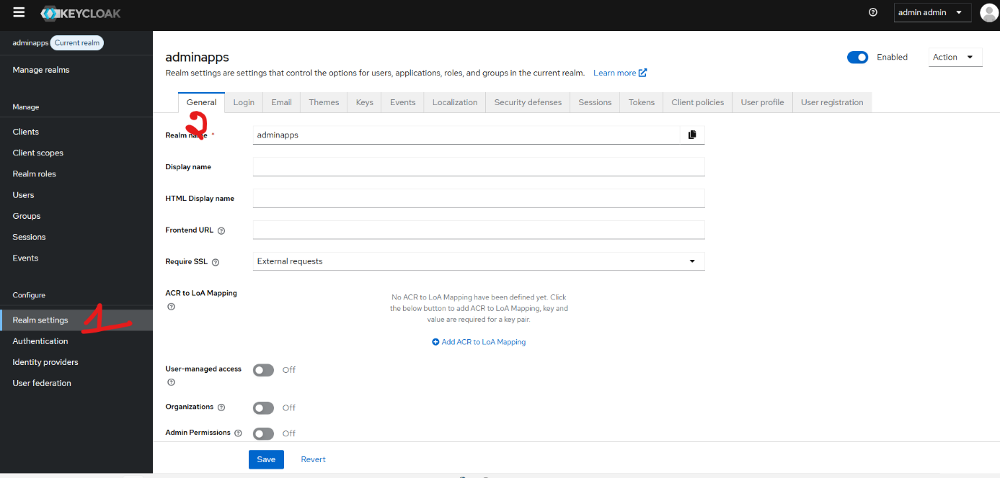 KEYCLOAK
admin admin
adminapps Current realm
Manage realms
Manage
Clients
Client scopes
Realm roles
Users
Groups
Sessions
Events
Configure
Realm settings 1
Authentication
Identity providers
User federation
adminapps
Enabled
Action
Realm settings are settings that control the options for users, applications, roles, and groups in the current realm. Learn more
General Login Email Themes Keys Events Localization Security defenses Sessions Tokens Client policies User profile User registration
2
Realm name * adminapps
Display name
HTML Display name
Frontend URL
Require SSL External requests
ACR to LoA Mapping
No ACR to LoA Mapping have been defined yet. Click
the below button to add ACR to LoA Mapping, key and
value are required for a key pair.
Add ACR to LoA Mapping
User-managed access Off
Organizations Off
Admin Permissions Off
Save Revert